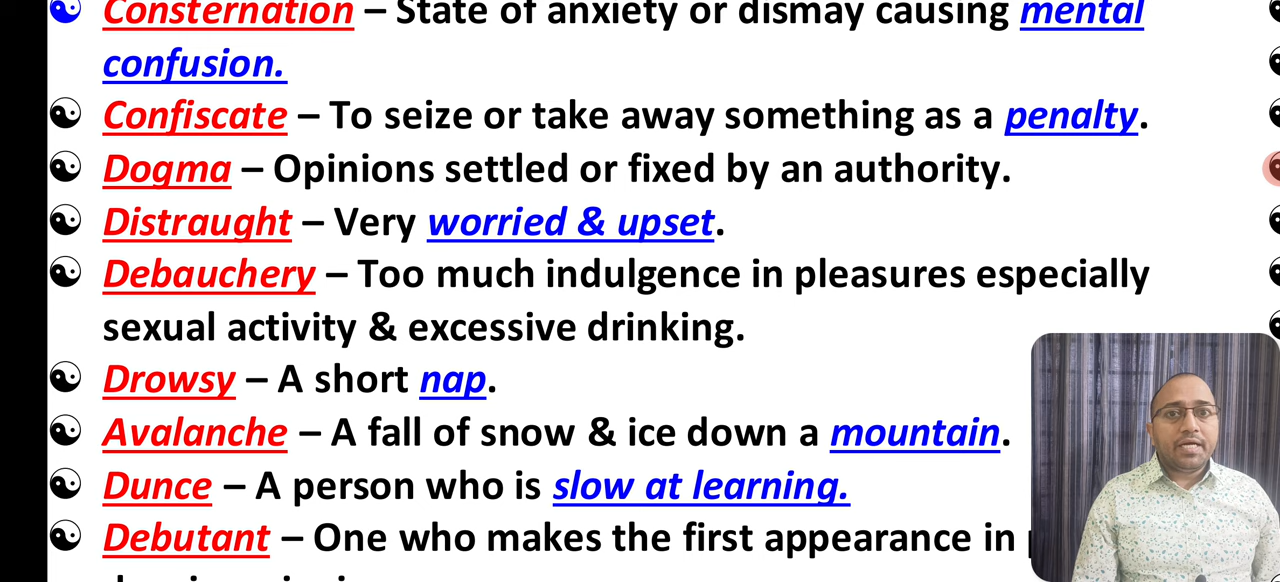 Consternation – State of anxiety or dismay causing mental
confusion.
Confiscate – To seize or take away something as a penalty.
Dogma – Opinions settled or fixed by an authority.
Distraught – Very worried & upset.
Debauchery – Too much indulgence in pleasures especially
sexual activity & excessive drinking.
Drowsy – A short nap.
Avalanche – A fall of snow & ice down a mountain.
Dunce – A person who is slow at learning.
Debutant – One who makes the first appearance in